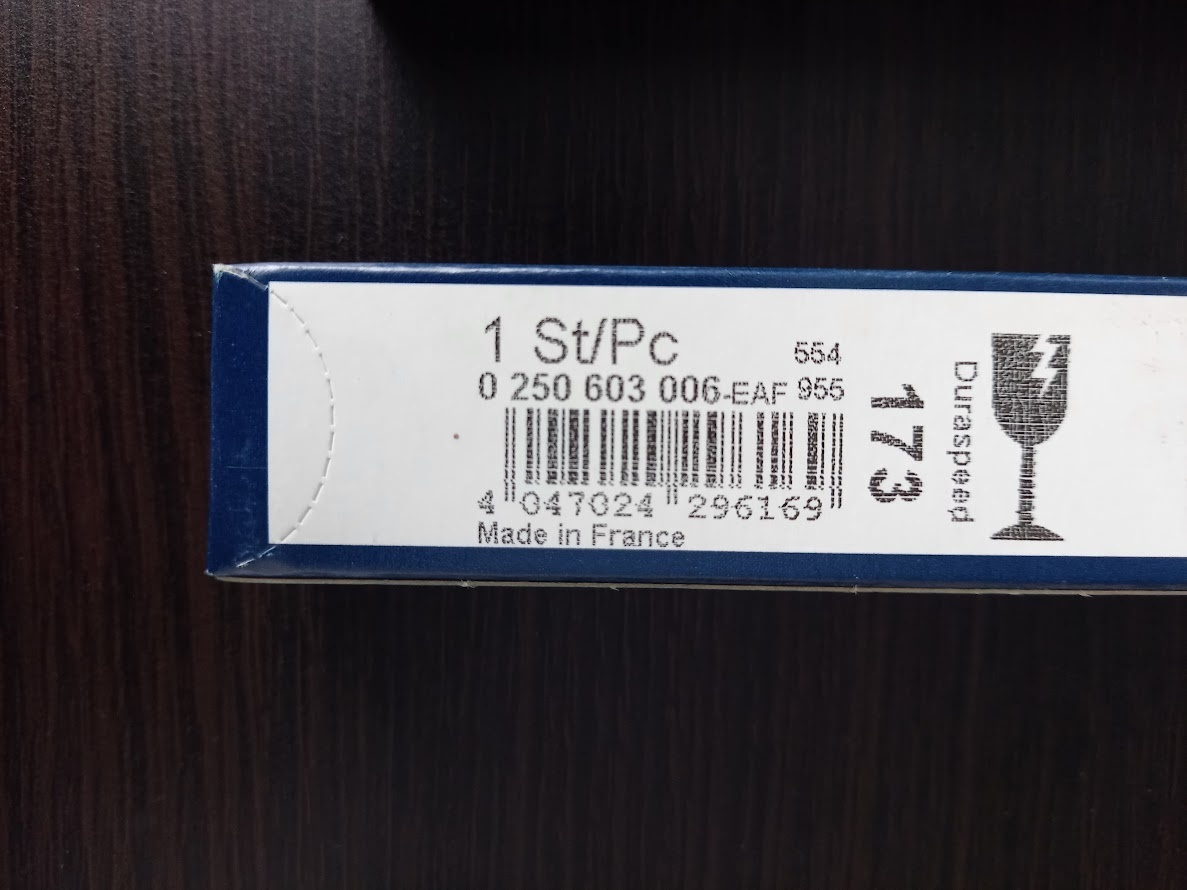 1 St/Pc
554
0 250 603 006-EAF 955
4 047024 296169
Made in France
173
Duraspeed